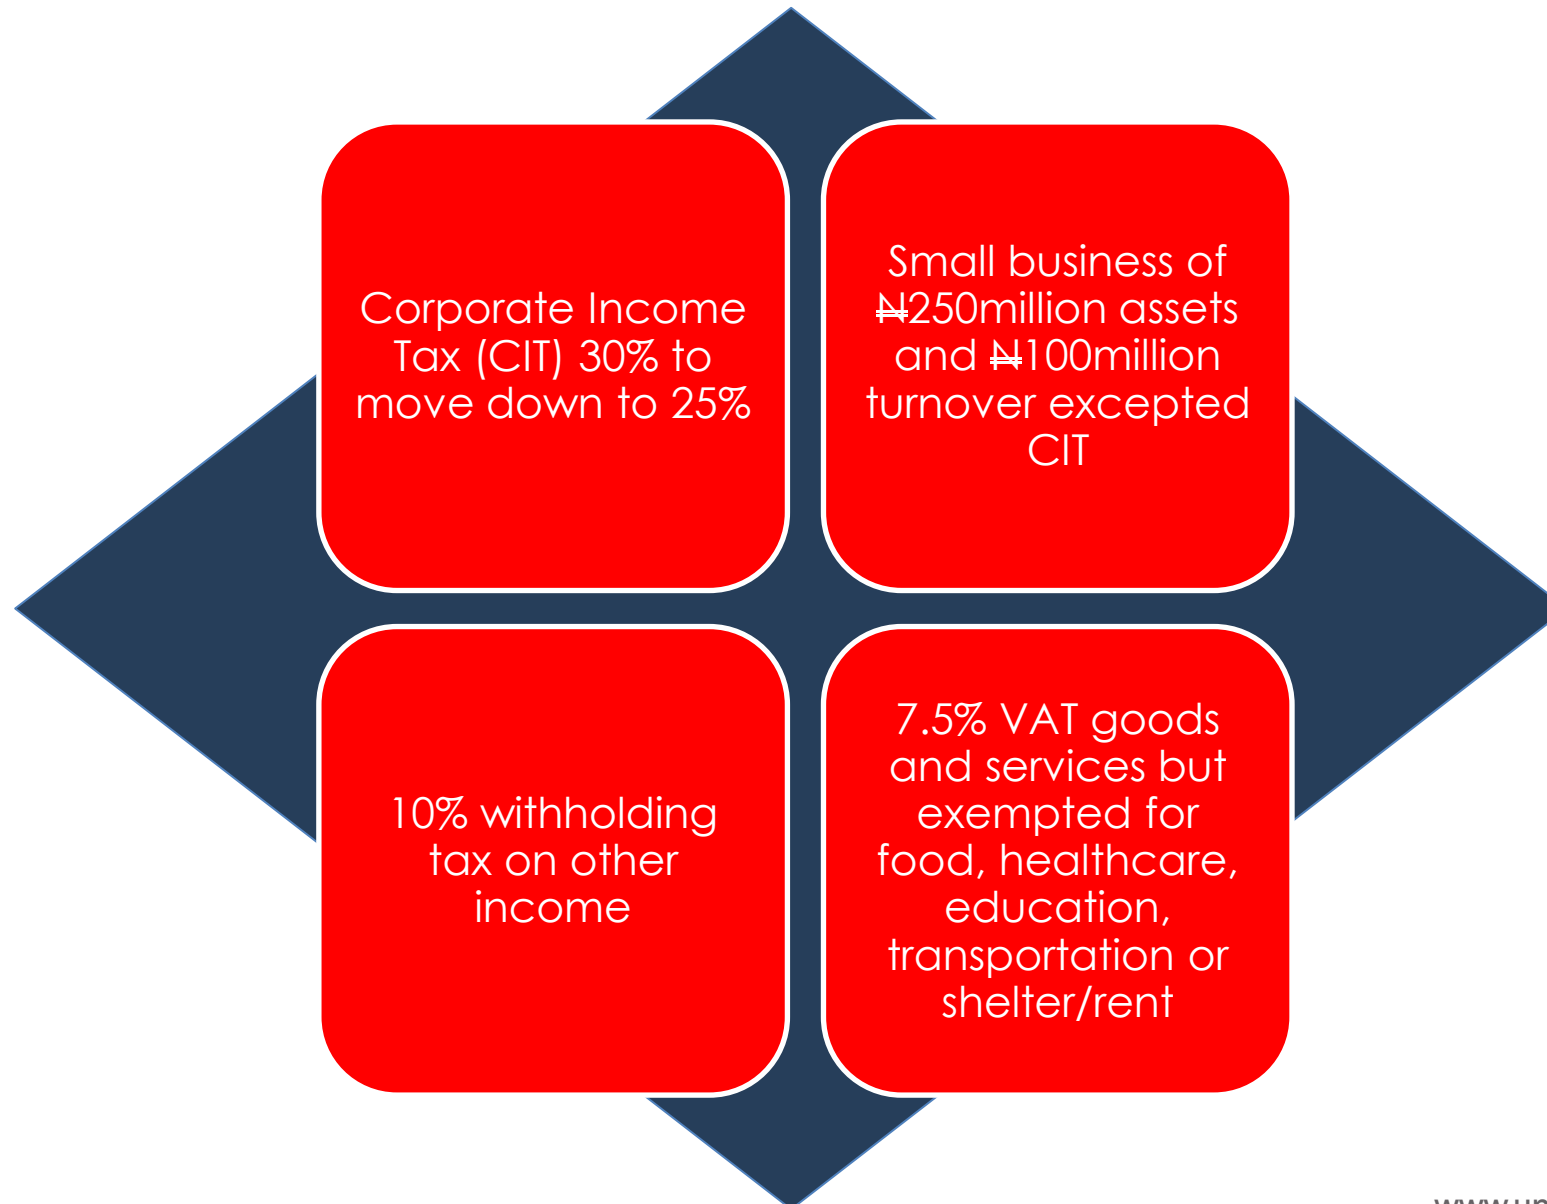 Corporate Income
Tax (CIT) 30% to
move down to 25%
Small business of
₦250million assets
and ₦100million
turnover excepted
CIT
10% withholding
tax on other
income
7.5% VAT goods
and services but
exempted for
food, healthcare,
education,
transportation or
shelter/rent